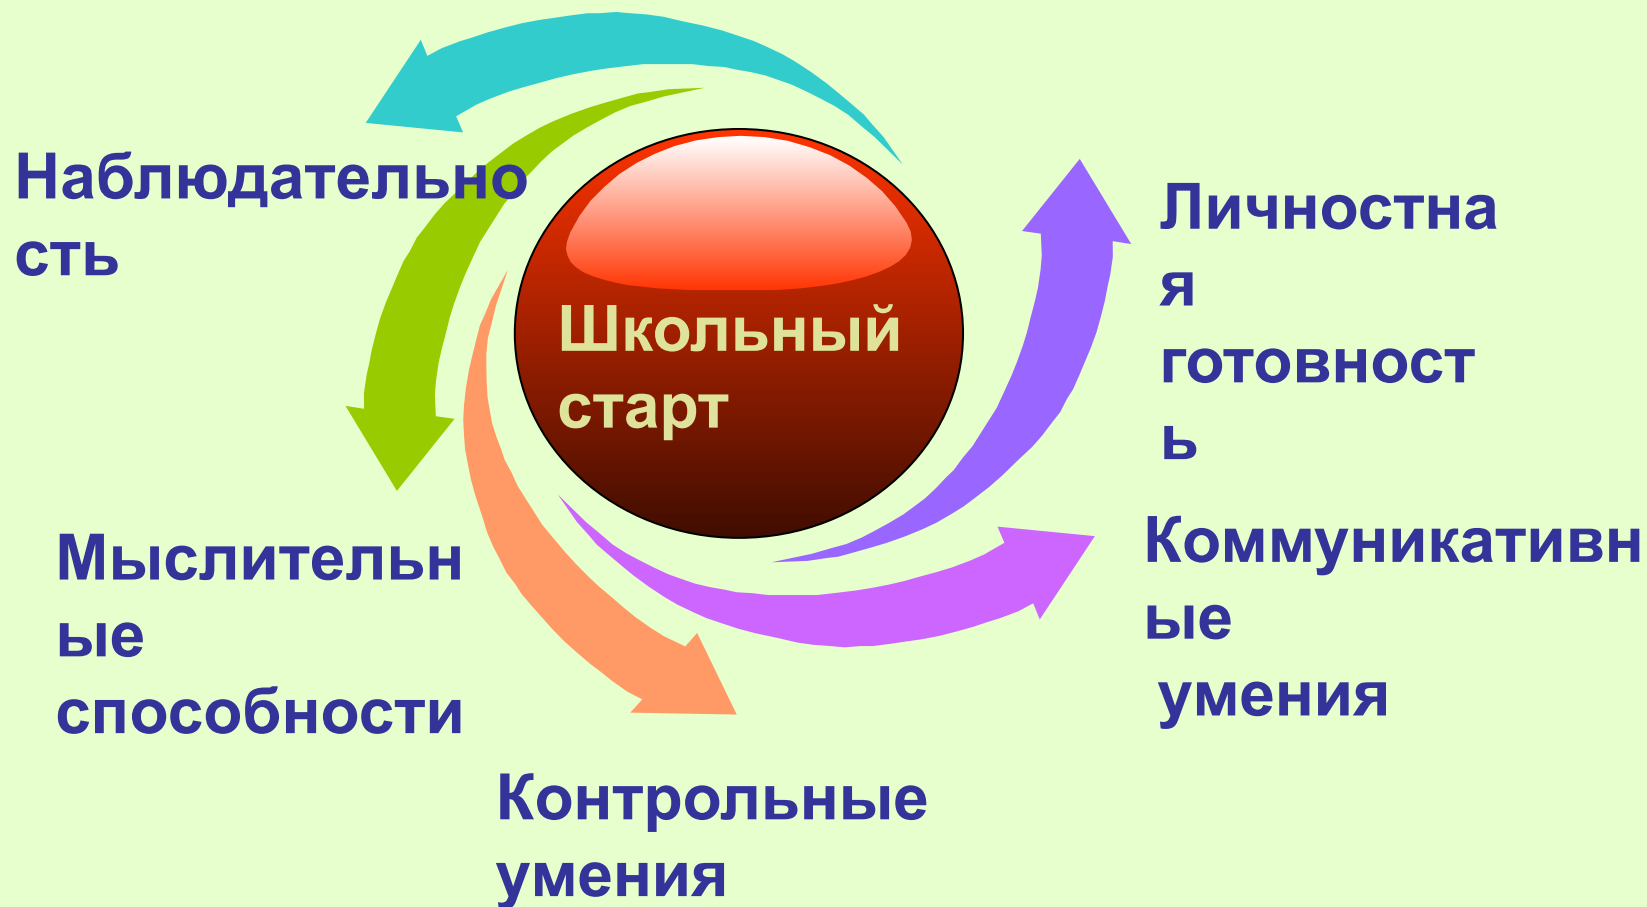 Наблюдательно
сть
Личностна
я
готовност
ь
Школьный
старт
Мыслительн
ые
способности
Коммуникативн
ые
умения
Контрольные
умения